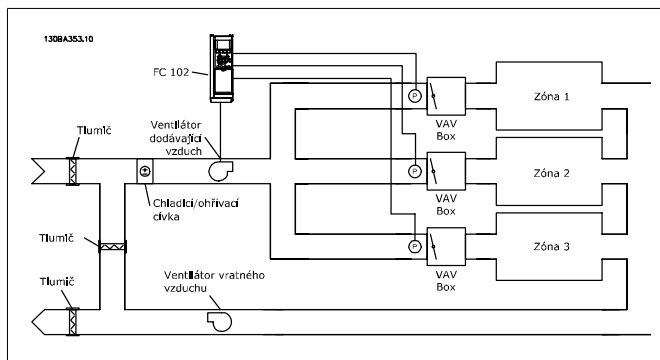 130BA353.10
FC 102
Tlumič
Ventilátor
dodávající
vzduch
P
VAV
Box
Zóna 1
P
VAV
Box
Zóna 2
Chladící/ohřívací
cívka
Tlumič
P
VAV
Box
Zóna 3
Tlumič
Ventilátor vratného
vzduchu